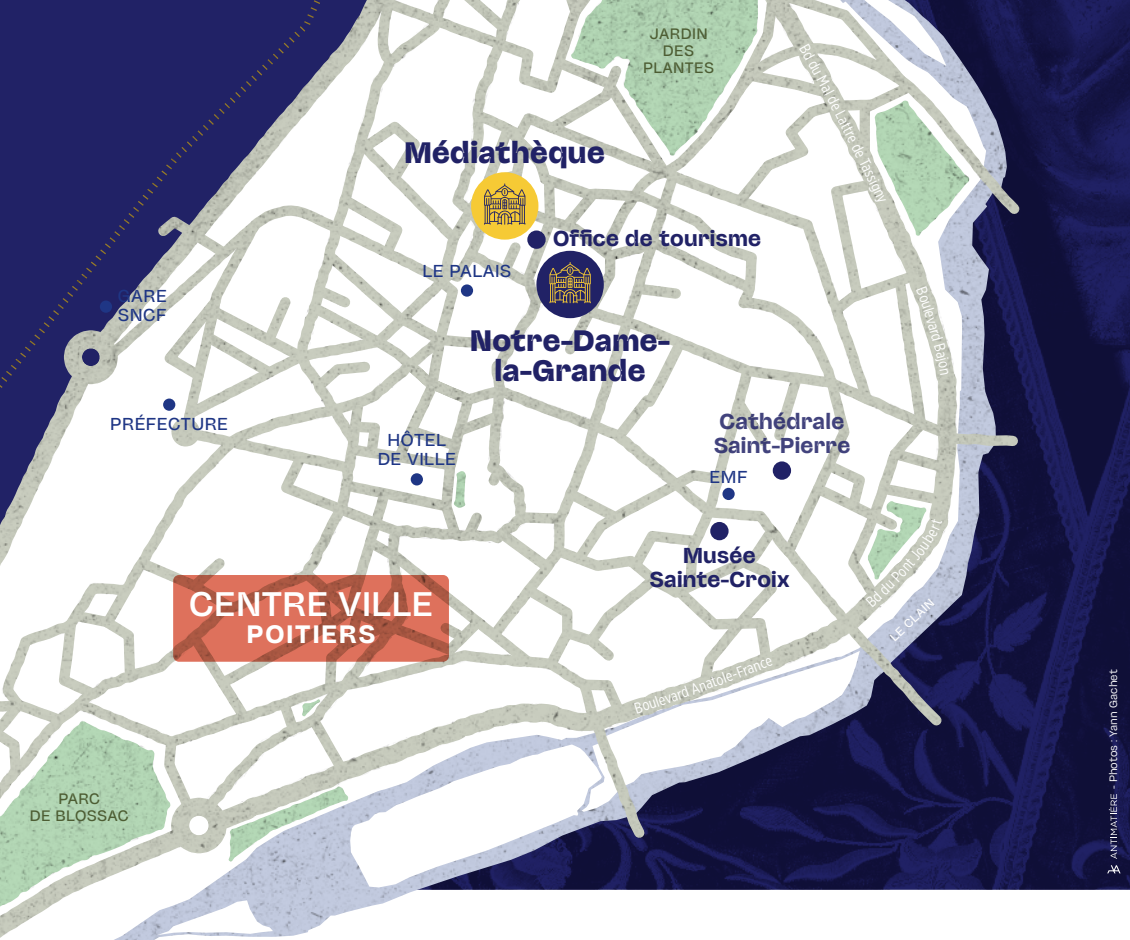 JARDIN
DES
PLANTES
Bd du Mal de Lattre de Tassigny
Médiathèque
Office de tourisme
LE PALAIS
GARE
SNCF
Notre-Dame-
la-Grande
Boulevard Bajon
PRÉFECTURE
HÔTEL
DE VILLE
Cathédrale
Saint-Pierre
EMF
Musée
Sainte-Croix
Bd du Pont Joubert
LE CLAIN
CENTRE VILLE
POITIERS
Boulevard Anatole-France
PARC
DE BLOSSAC
ANTIMATIÈRE - Photos : Yann Gachet